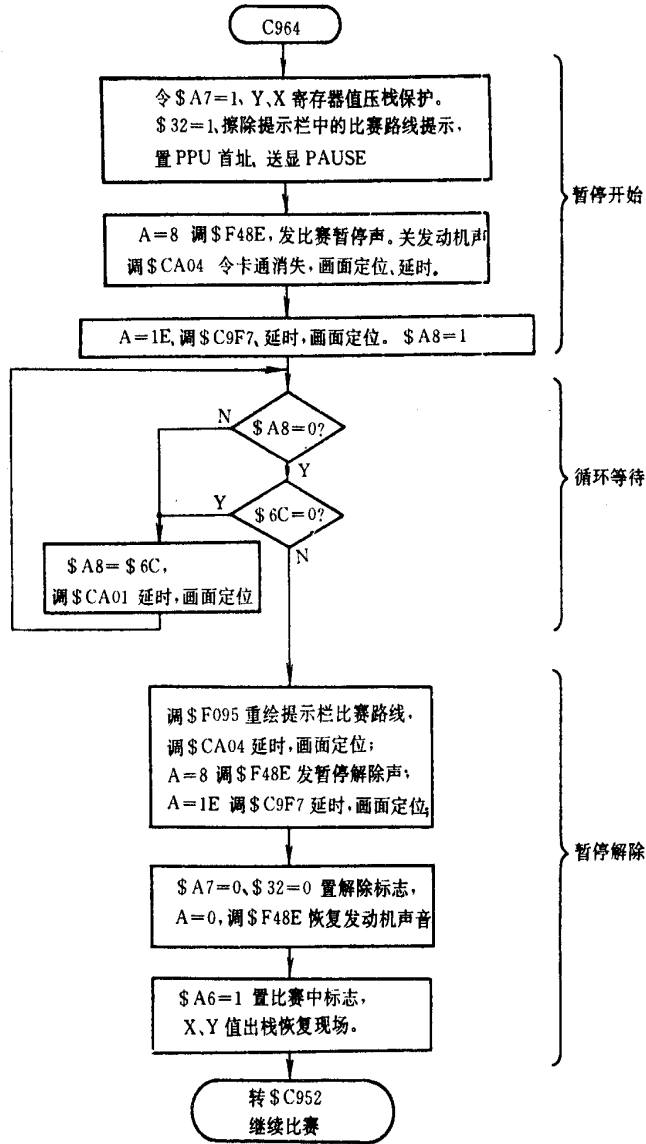 C964
令$A7=1、Y、X 寄存器值压栈保护。
$32=1、擦除提示栏中的比赛路线提示,
置PPU首址、送显PAUSE
暂停开始
A=8 调$F48E,发比赛暂停声。关发动机声
调$CA04 令卡通消失,画面定位、延时。
A=1E、调$C9F7、延时,画面定位。 $A8=1
N
$A8=0?
Y
循环等待
Y
$6C=0?
N
$A8=$6C,
调$CA01 延时,画面定位
调$F095 重绘提示栏比赛路线,
调$CA04 延时,画面定位;
A=8 调$F48E 发暂停解除声;
A=1E 调$C9F7 延时,画面定位;
暂停解除
$A7=0、$32=0 置解除标志,
A=0,调$F48E 恢复发动机声音
$A6=1 置比赛中标志,
X、Y 值出栈恢复现场。
转$C952
继续比赛